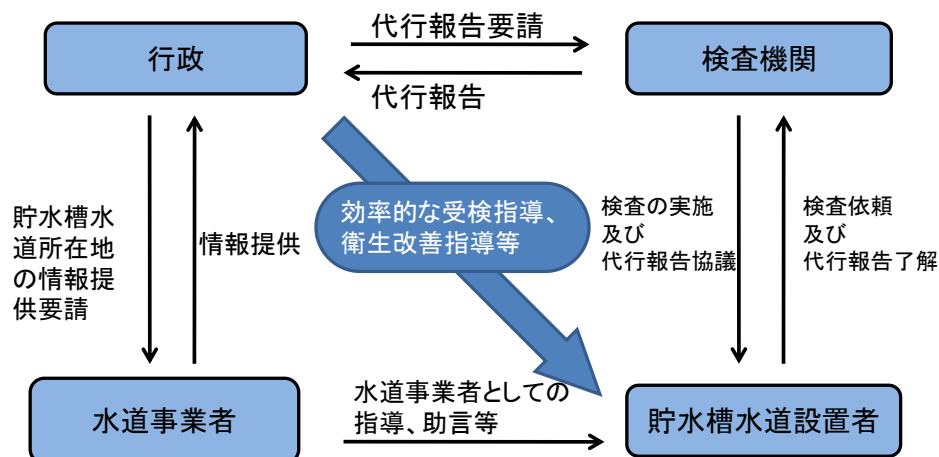 代行報告要請
行政
検査機関
代行報告
貯水槽水
道所在地
の情報提
供要請
情報提供
効率的な受検指導、
衛生改善指導等
検査の実施
及び
代行報告協議
検査依頼
及び
代行報告了解
水道事業者
水道事業者としての
指導、助言等
貯水槽水道設置者